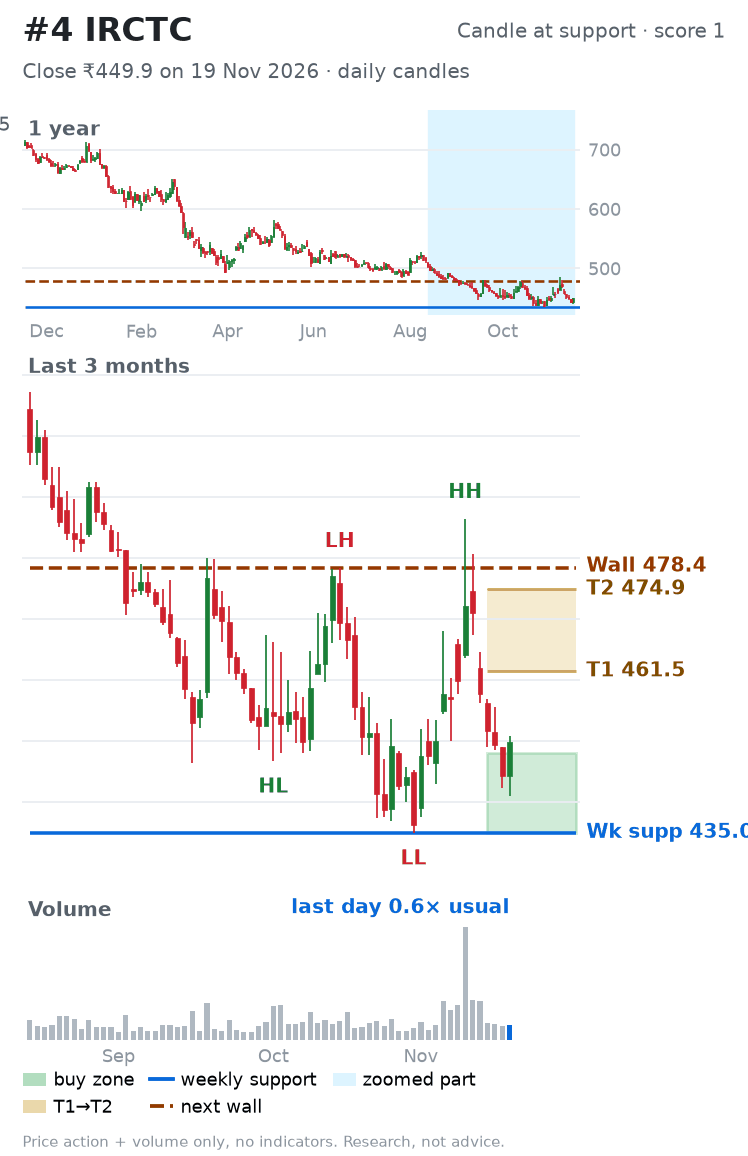 #4 IRCTC
Candle at support · score 1
Close ₹449.9 on 19 Nov 2026 · daily candles
5
1 year
700
600
500
Dec Feb Apr Jun Aug Oct
Last 3 months
HH
LH
Wall 478.4
T2 474.9
T1 461.5
HL
Wk supp 435.0
LL
Volume
last day 0.6× usual
Sep Oct Nov
buy zone weekly support zoomed part
T1→T2 next wall
Price action + volume only, no indicators. Research, not advice.